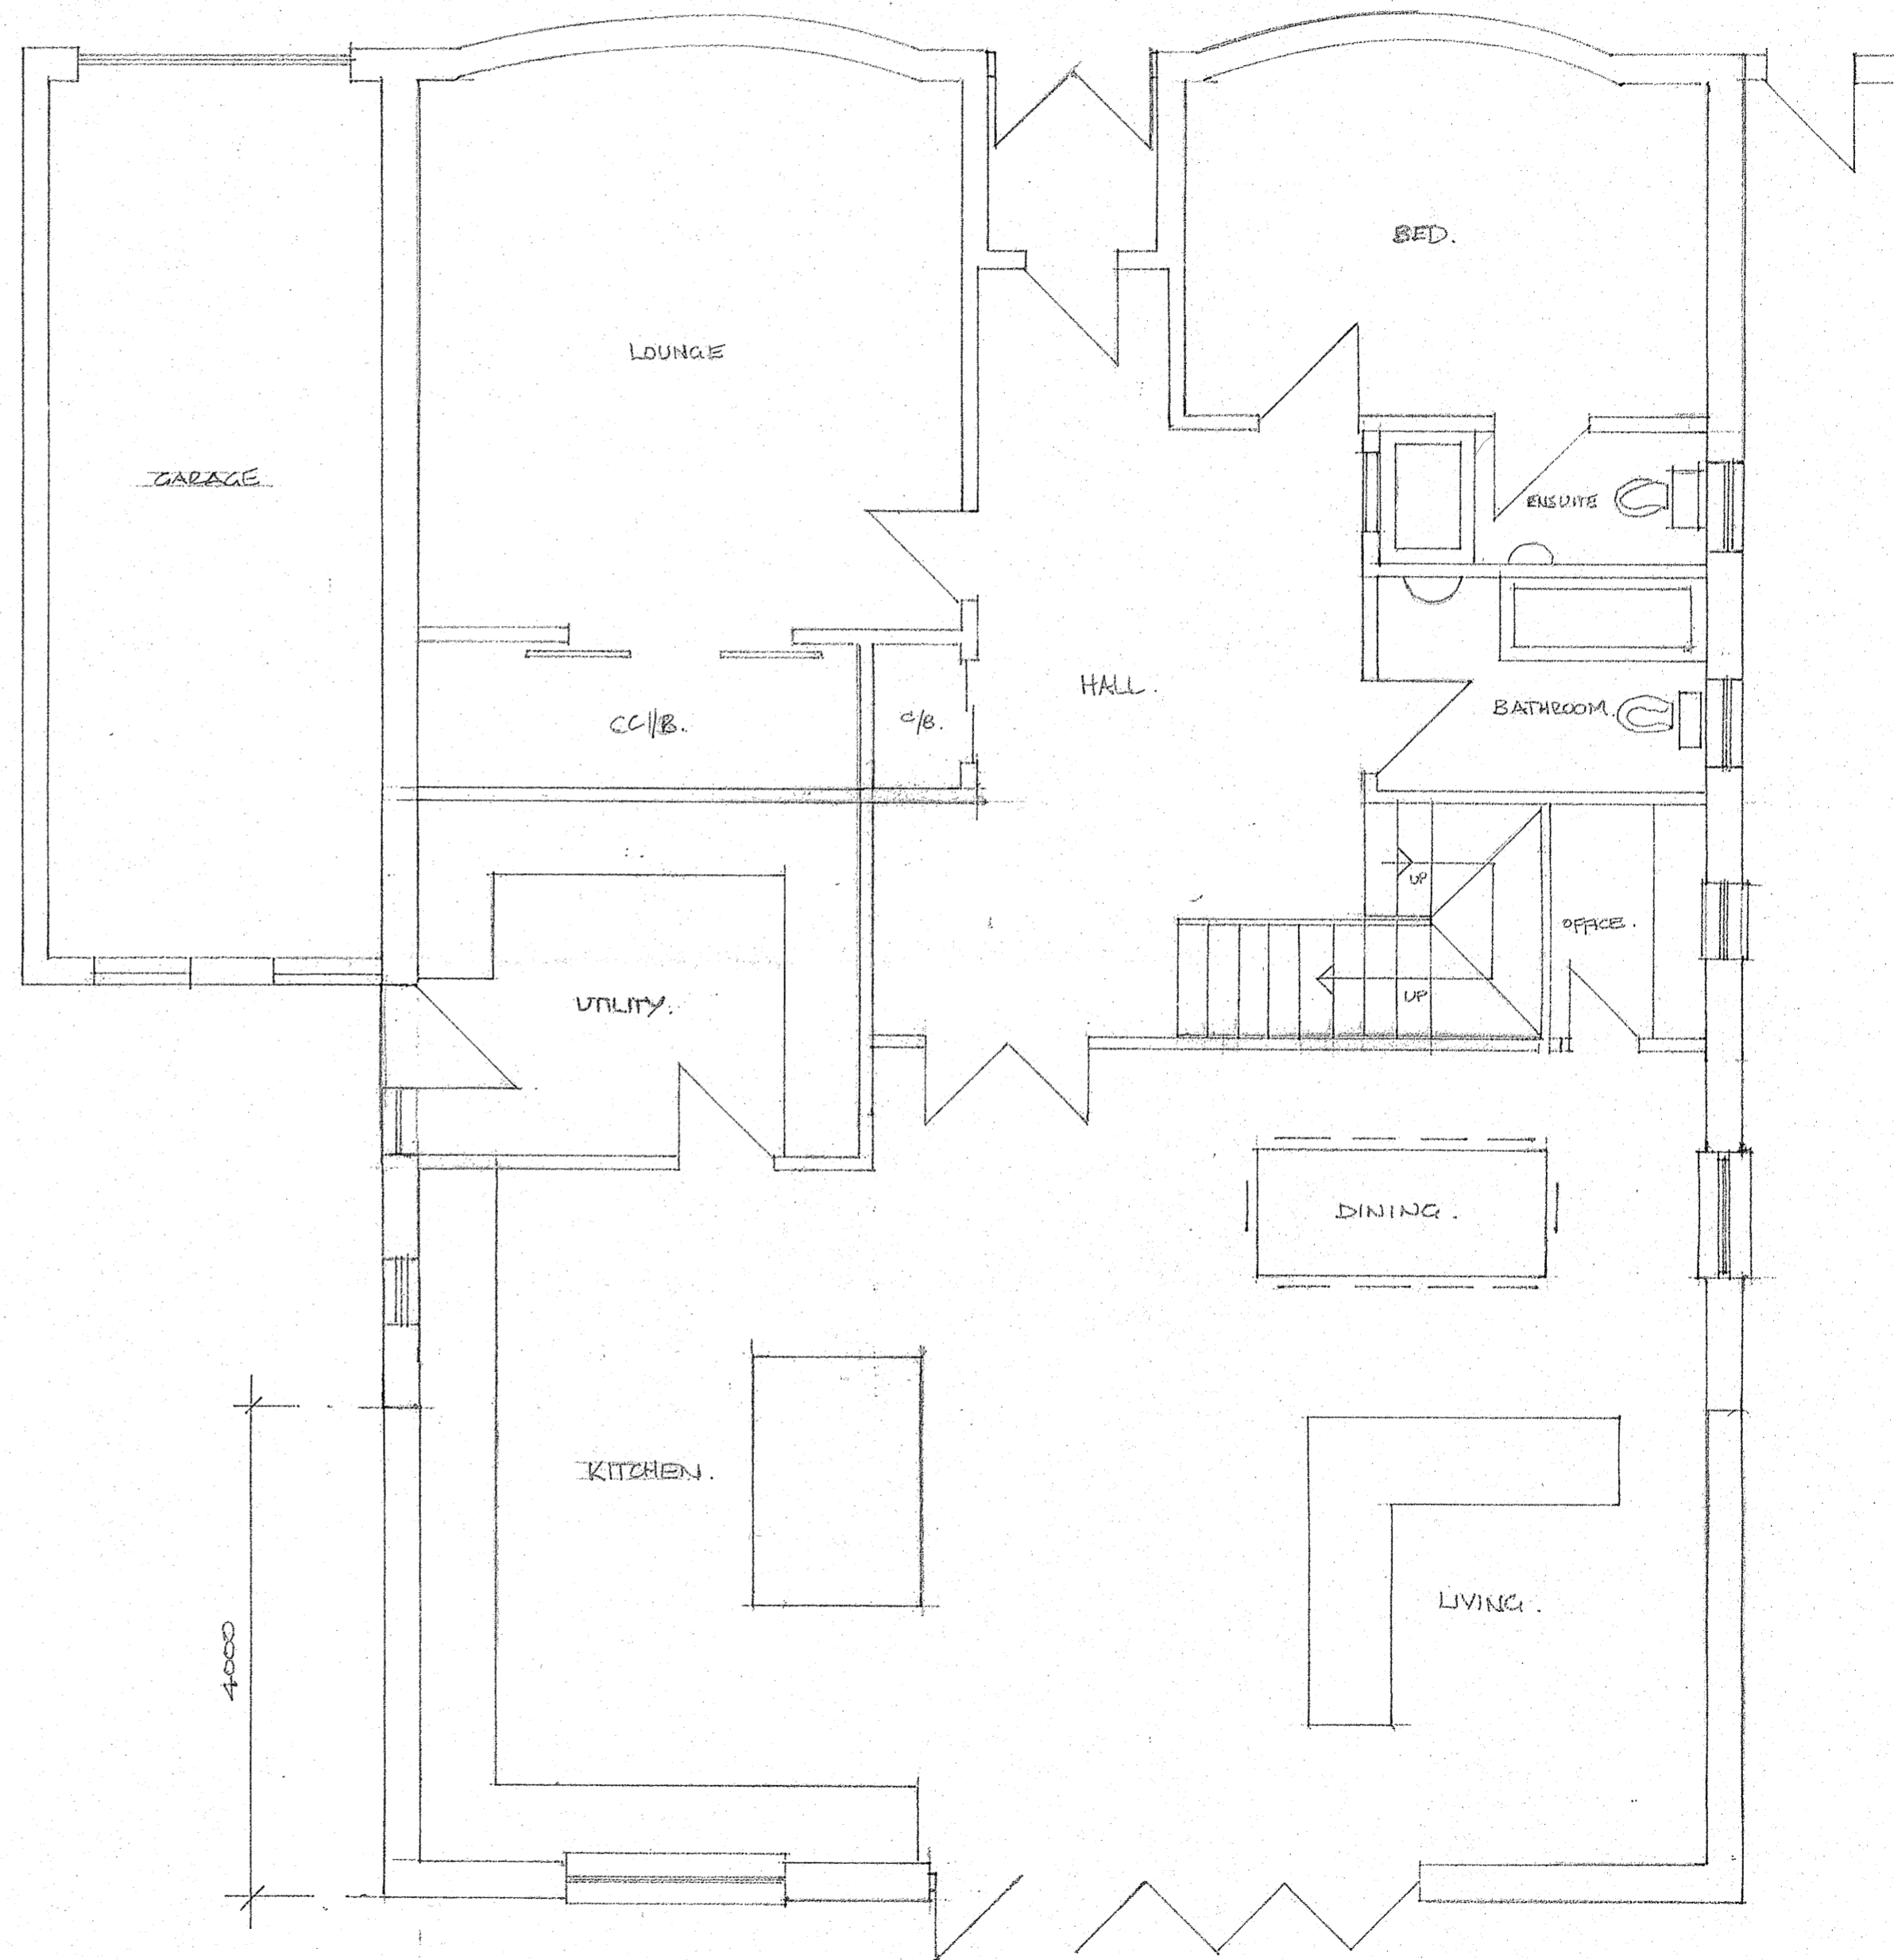 BED.
LOUNGE
GARAGE
ENSUITE
HALL.
BATHROOM.
CC//B.
C/B.
UP
OFFICE.
UP
UTILITY.
DINING.
KITCHEN.
LIVING.
4000